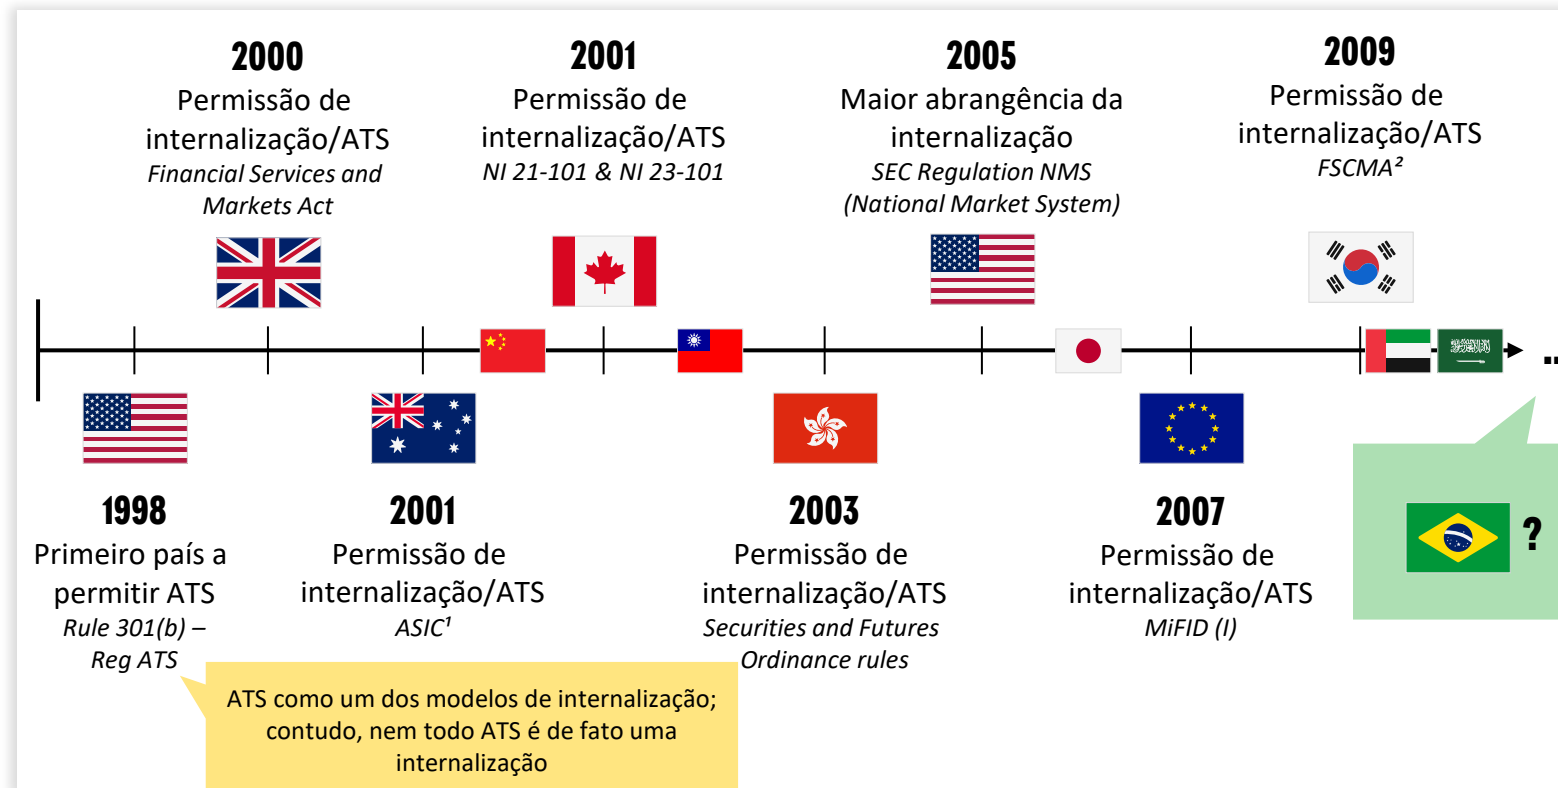 2000
Permissão de
internalização/ATS
Financial Services and
Markets Act
2001
Permissão de
internalização/ATS
NI 21-101 & NI 23-101
2005
Maior abrangência da
internalização
SEC Regulation NMS
(National Market System)
2009
Permissão de
internalização/ATS
FSCMA²
...
1998
Primeiro país a
permitir ATS
Rule 301(b) –
Reg ATS
2001
Permissão de
internalização/ATS
ASIC¹
2003
Permissão de
internalização/ATS
Securities and Futures
Ordinance rules
2007
Permissão de
internalização/ATS
MiFID (I)
?
ATS como um dos modelos de internalização;
contudo, nem todo ATS é de fato uma
internalização